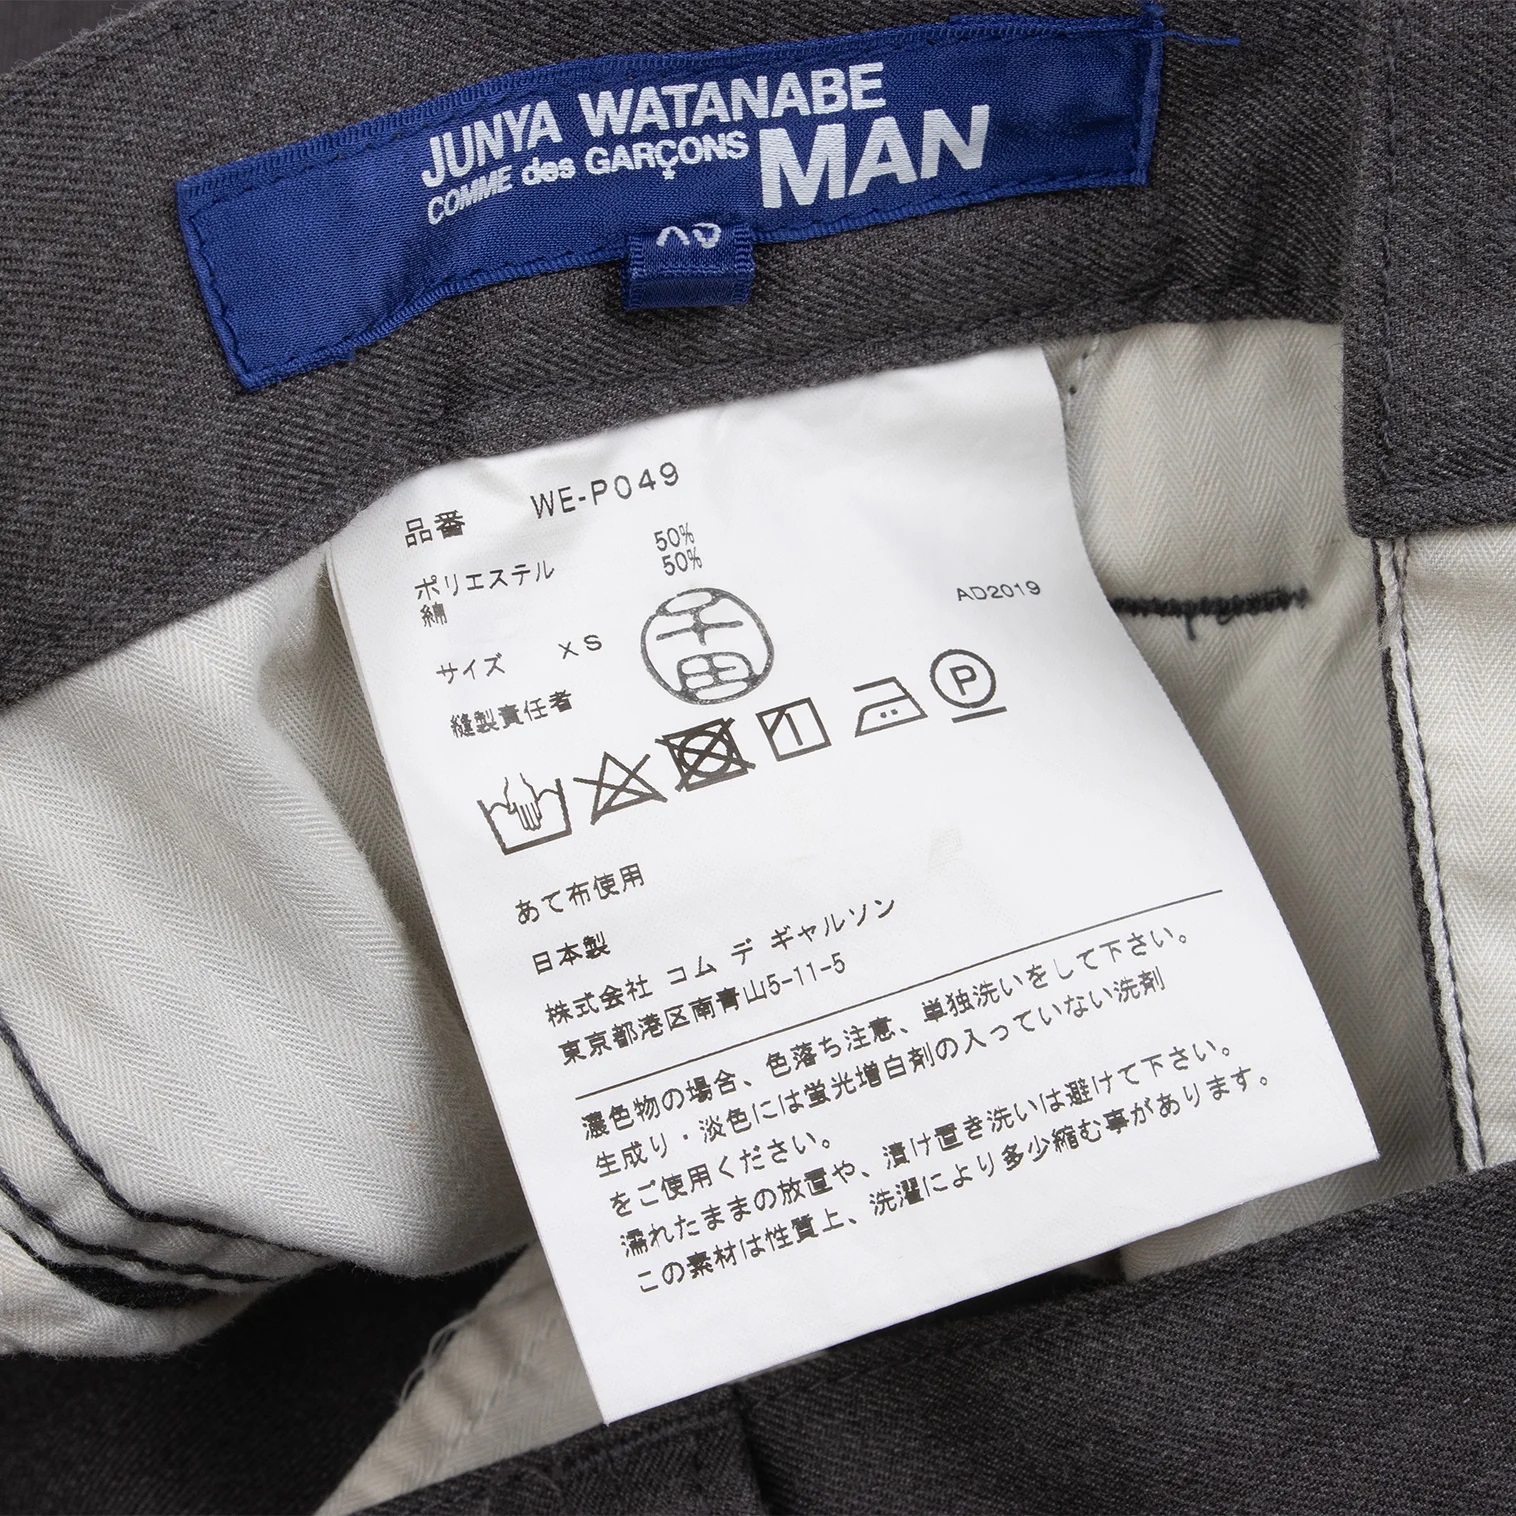 JUNYA WATANABE
COMME des GARÇONS MAN
XS
品番 WE-P049
ポリエステル 50%
綿 50%
AD2019
サイズ XS
縫製責任者 千田
P
あて布使用
日本製
株式会社 コム デ ギャルソン
東京都港区南青山5-11-5
濃色物の場合、色落ち注意、単独洗いをして下さい。
生成り・淡色には蛍光増白剤の入っていない洗剤
をご使用ください。
濡れたままの放置や、漬け置き洗いは避けて下さい。
この素材は性質上、洗濯により多少縮む事があります。